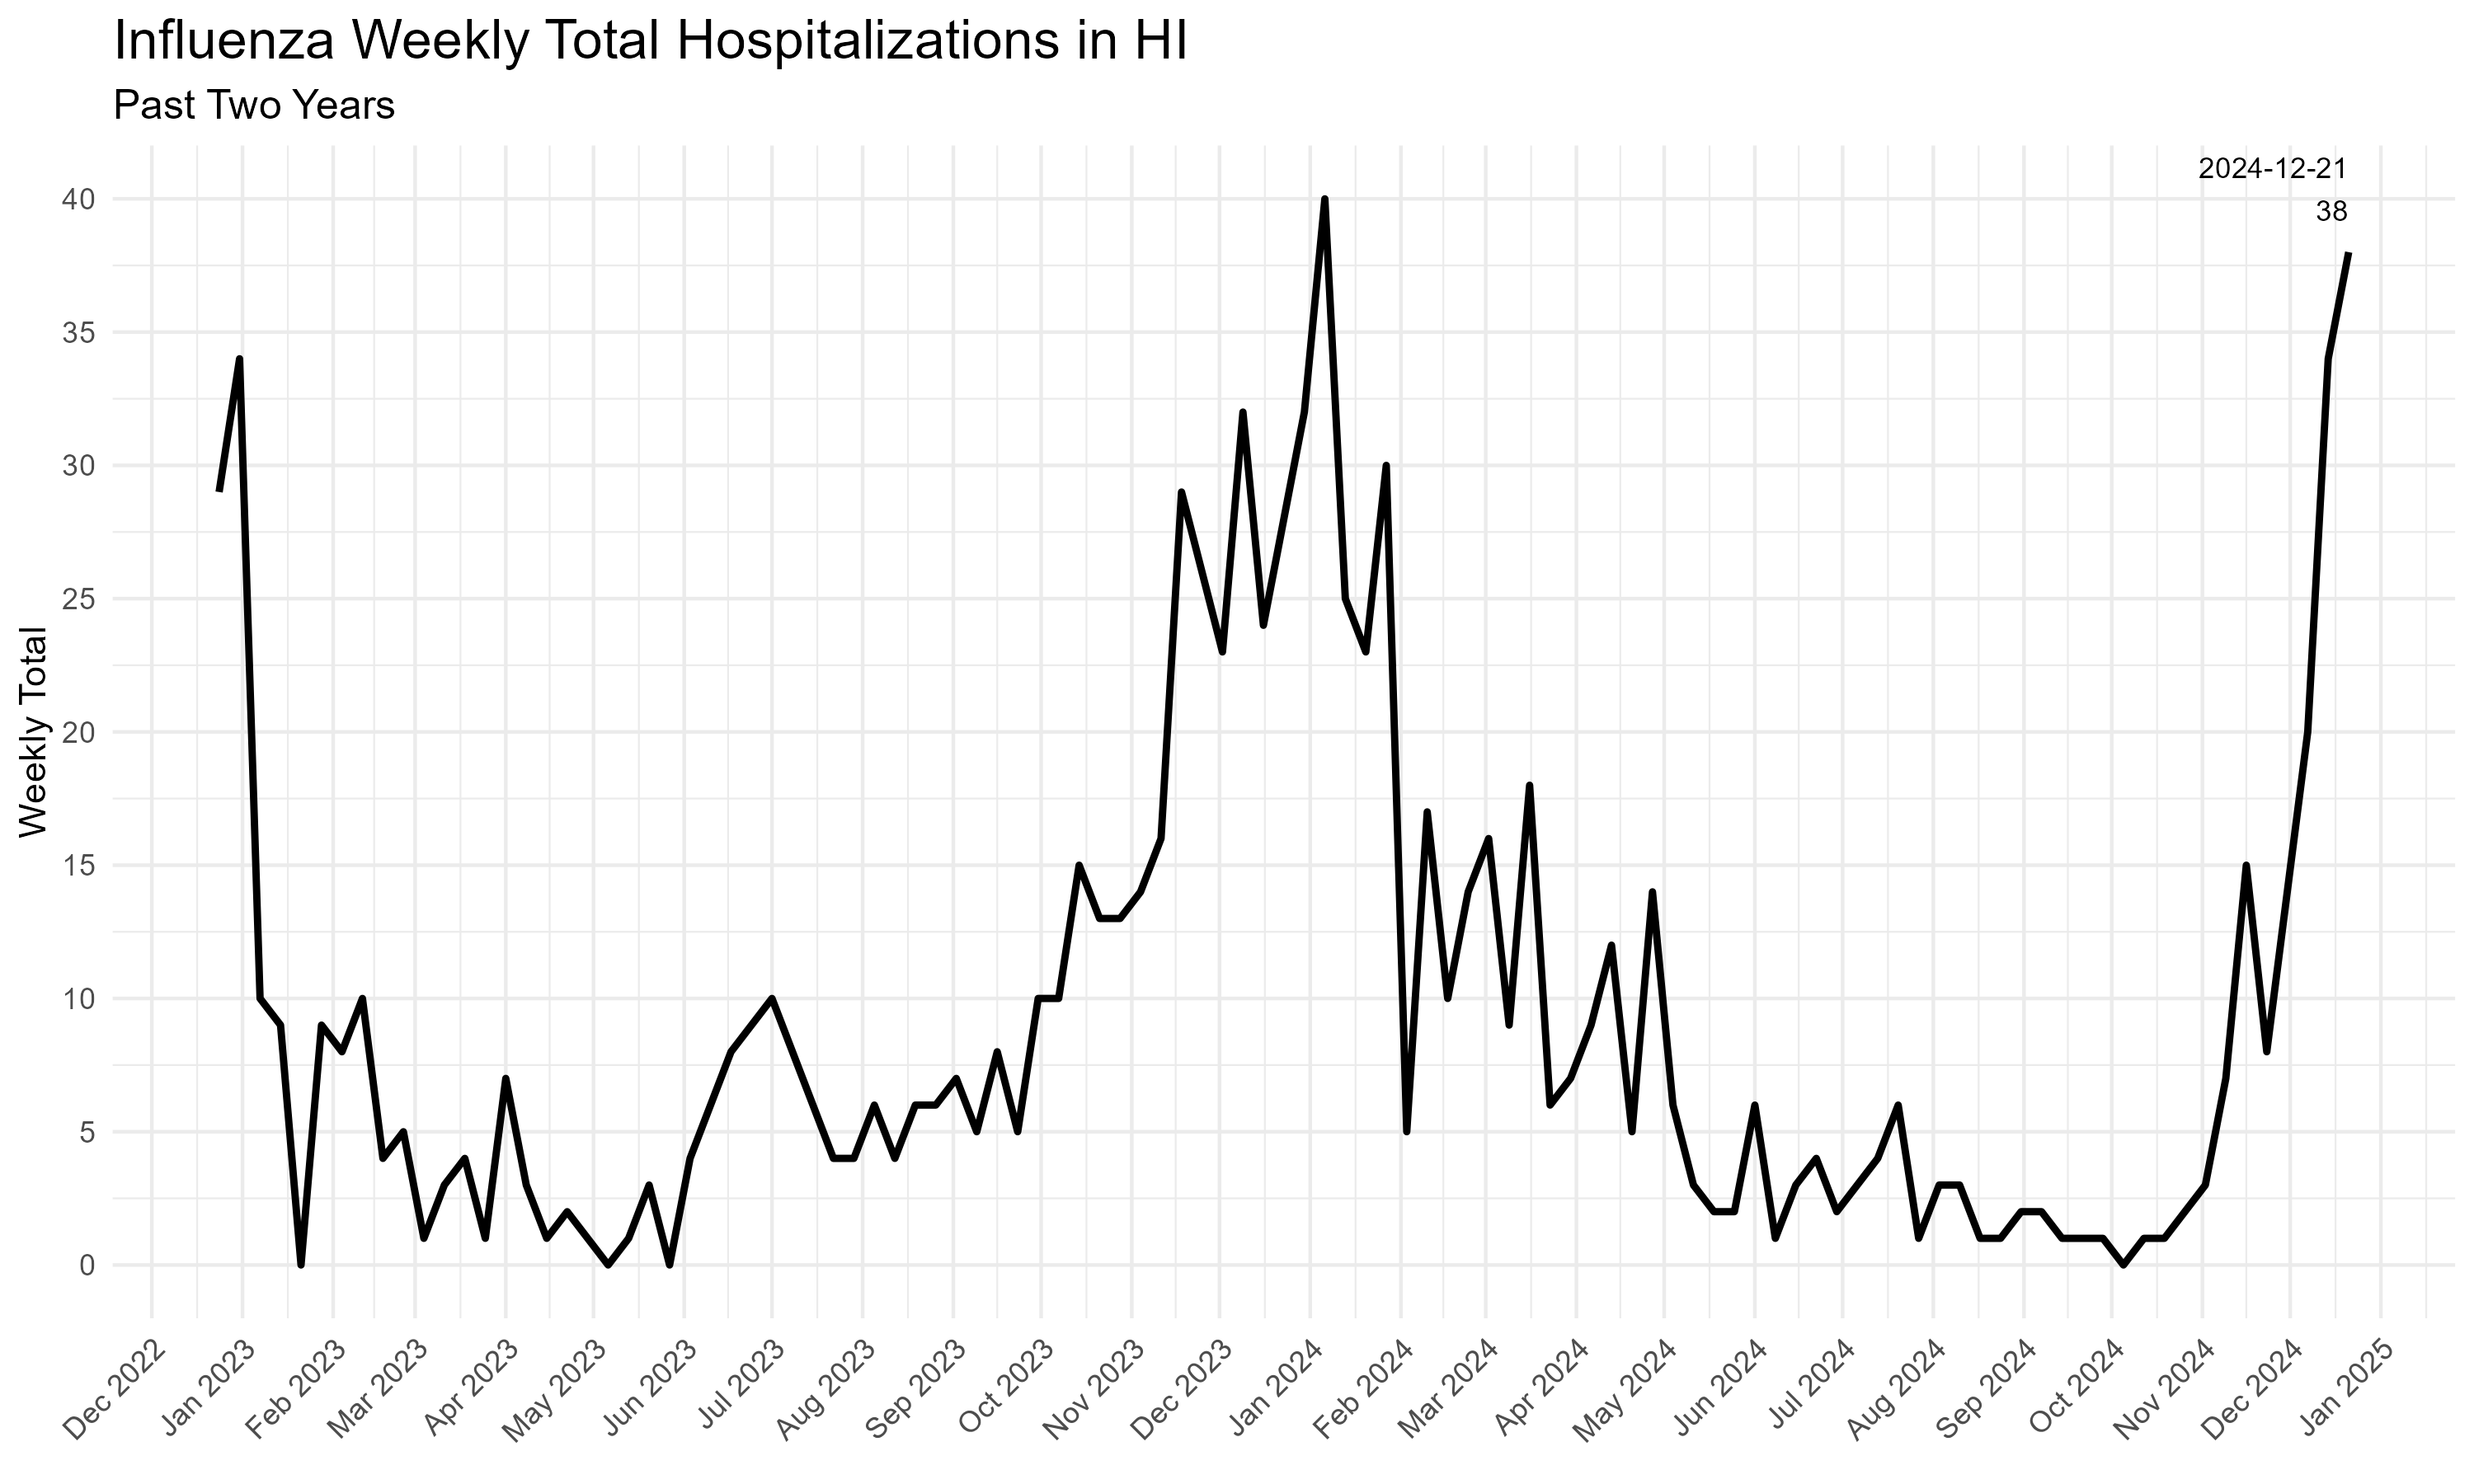 Influenza Weekly Total Hospitalizations in HI
Past Two Years
2024-12-21
38
Weekly Total
40
35
30
25
20
15
10
5
0
Dec 2022
Jan 2023
Feb 2023
Mar 2023
Apr 2023
May 2023
Jun 2023
Jul 2023
Aug 2023
Sep 2023
Oct 2023
Nov 2023
Dec 2023
Jan 2024
Feb 2024
Mar 2024
Apr 2024
May 2024
Jun 2024
Jul 2024
Aug 2024
Sep 2024
Oct 2024
Nov 2024
Dec 2024
Jan 2025